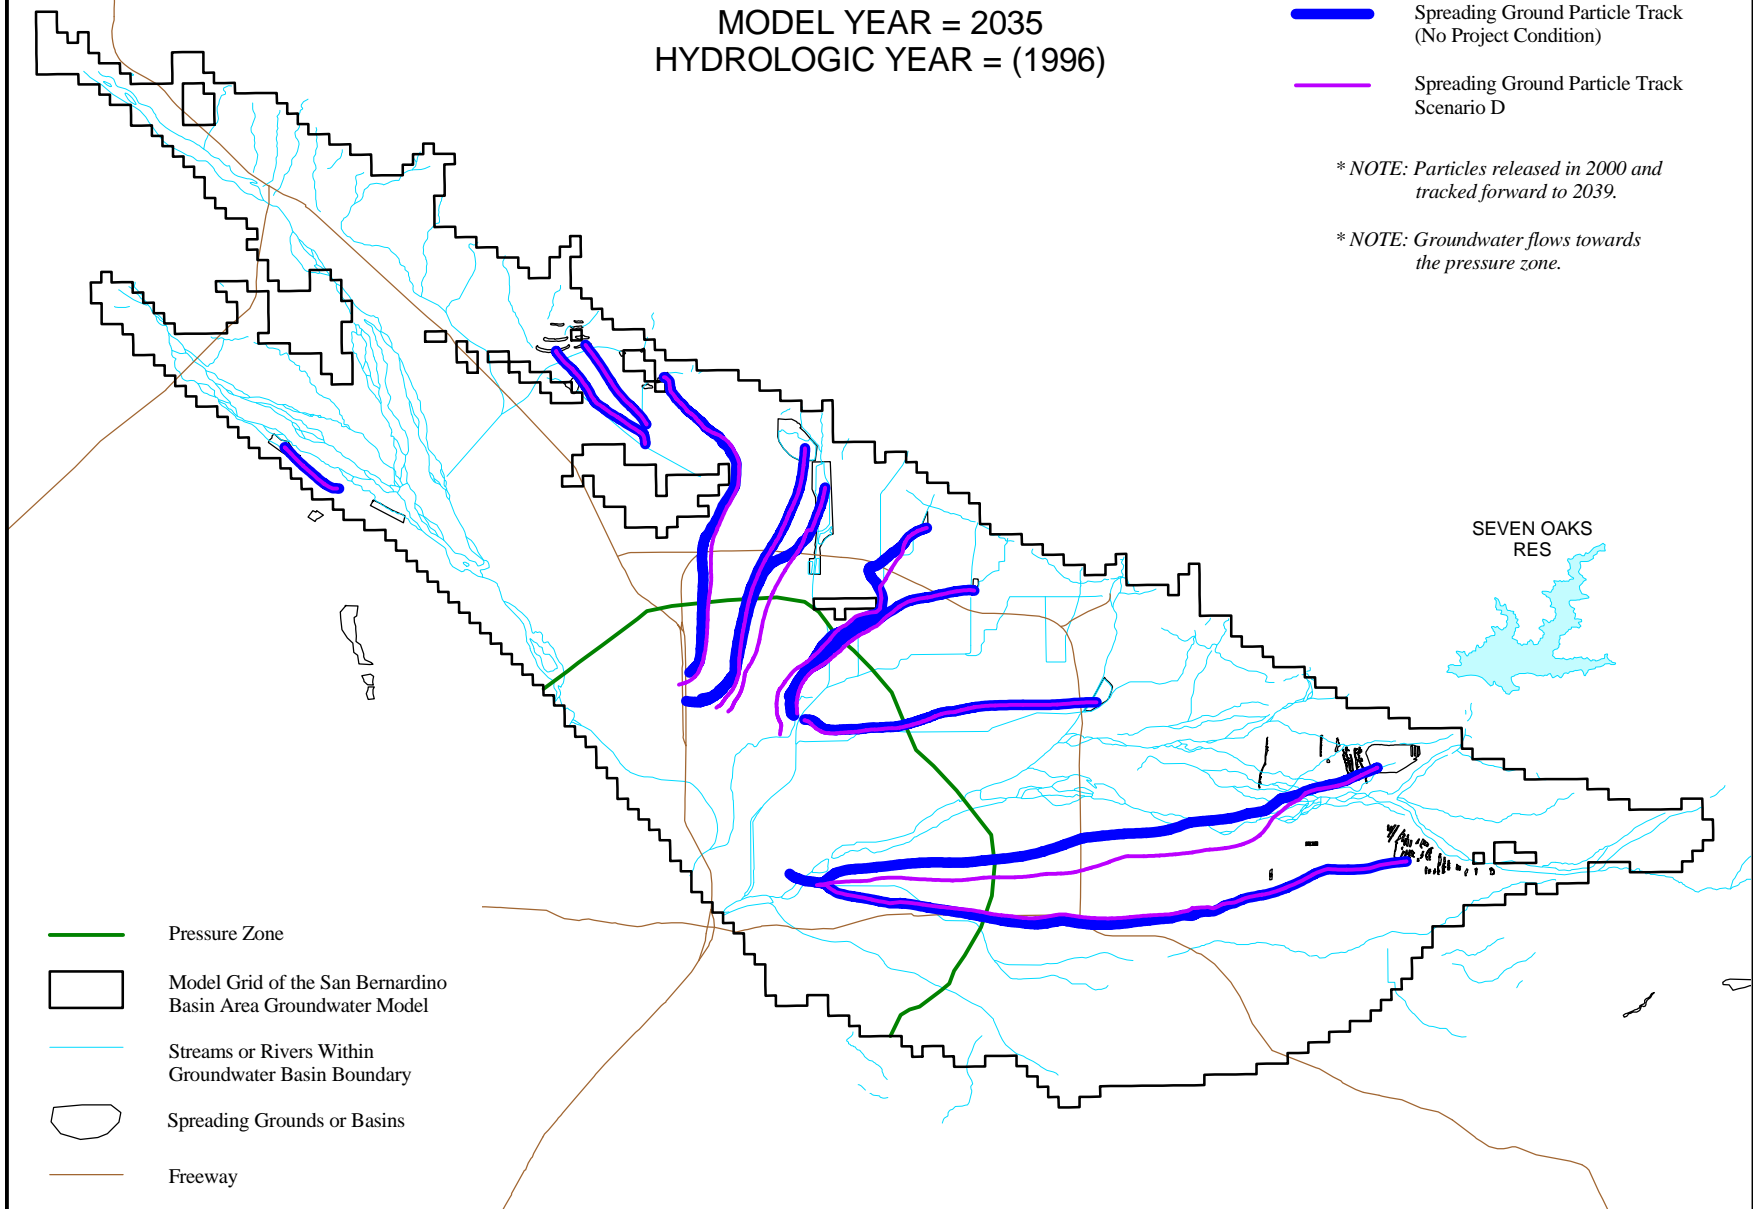 MODEL YEAR = 2035
HYDROLOGIC YEAR = (1996)
Spreading Ground Particle Track
(No Project Condition)
Spreading Ground Particle Track
Scenario D
* NOTE: Particles released in 2000 and
tracked forward to 2039.
* NOTE: Groundwater flows towards
the pressure zone.
SEVEN OAKS
RES
Pressure Zone
Model Grid of the San Bernardino
Basin Area Groundwater Model
Streams or Rivers Within
Groundwater Basin Boundary
Spreading Grounds or Basins
Freeway